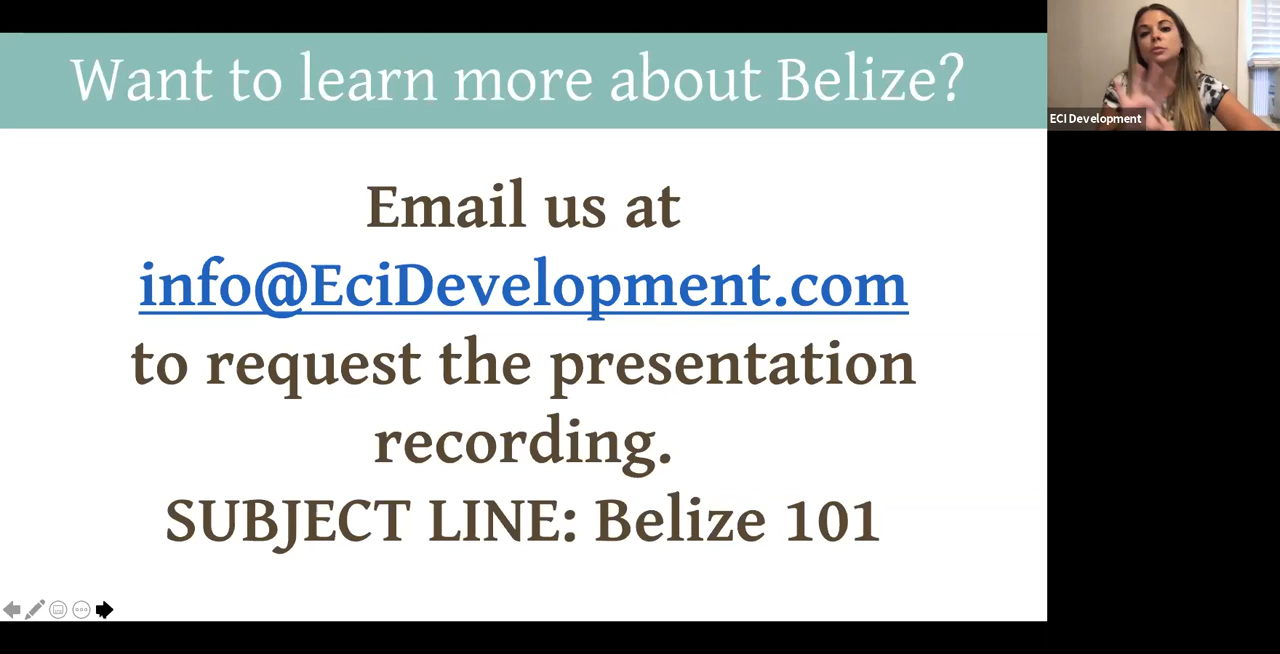 Want to learn more about Belize?
ECI Development
Email us at
info@EciDevelopment.com
to request the presentation
recording.
SUBJECT LINE: Belize 101